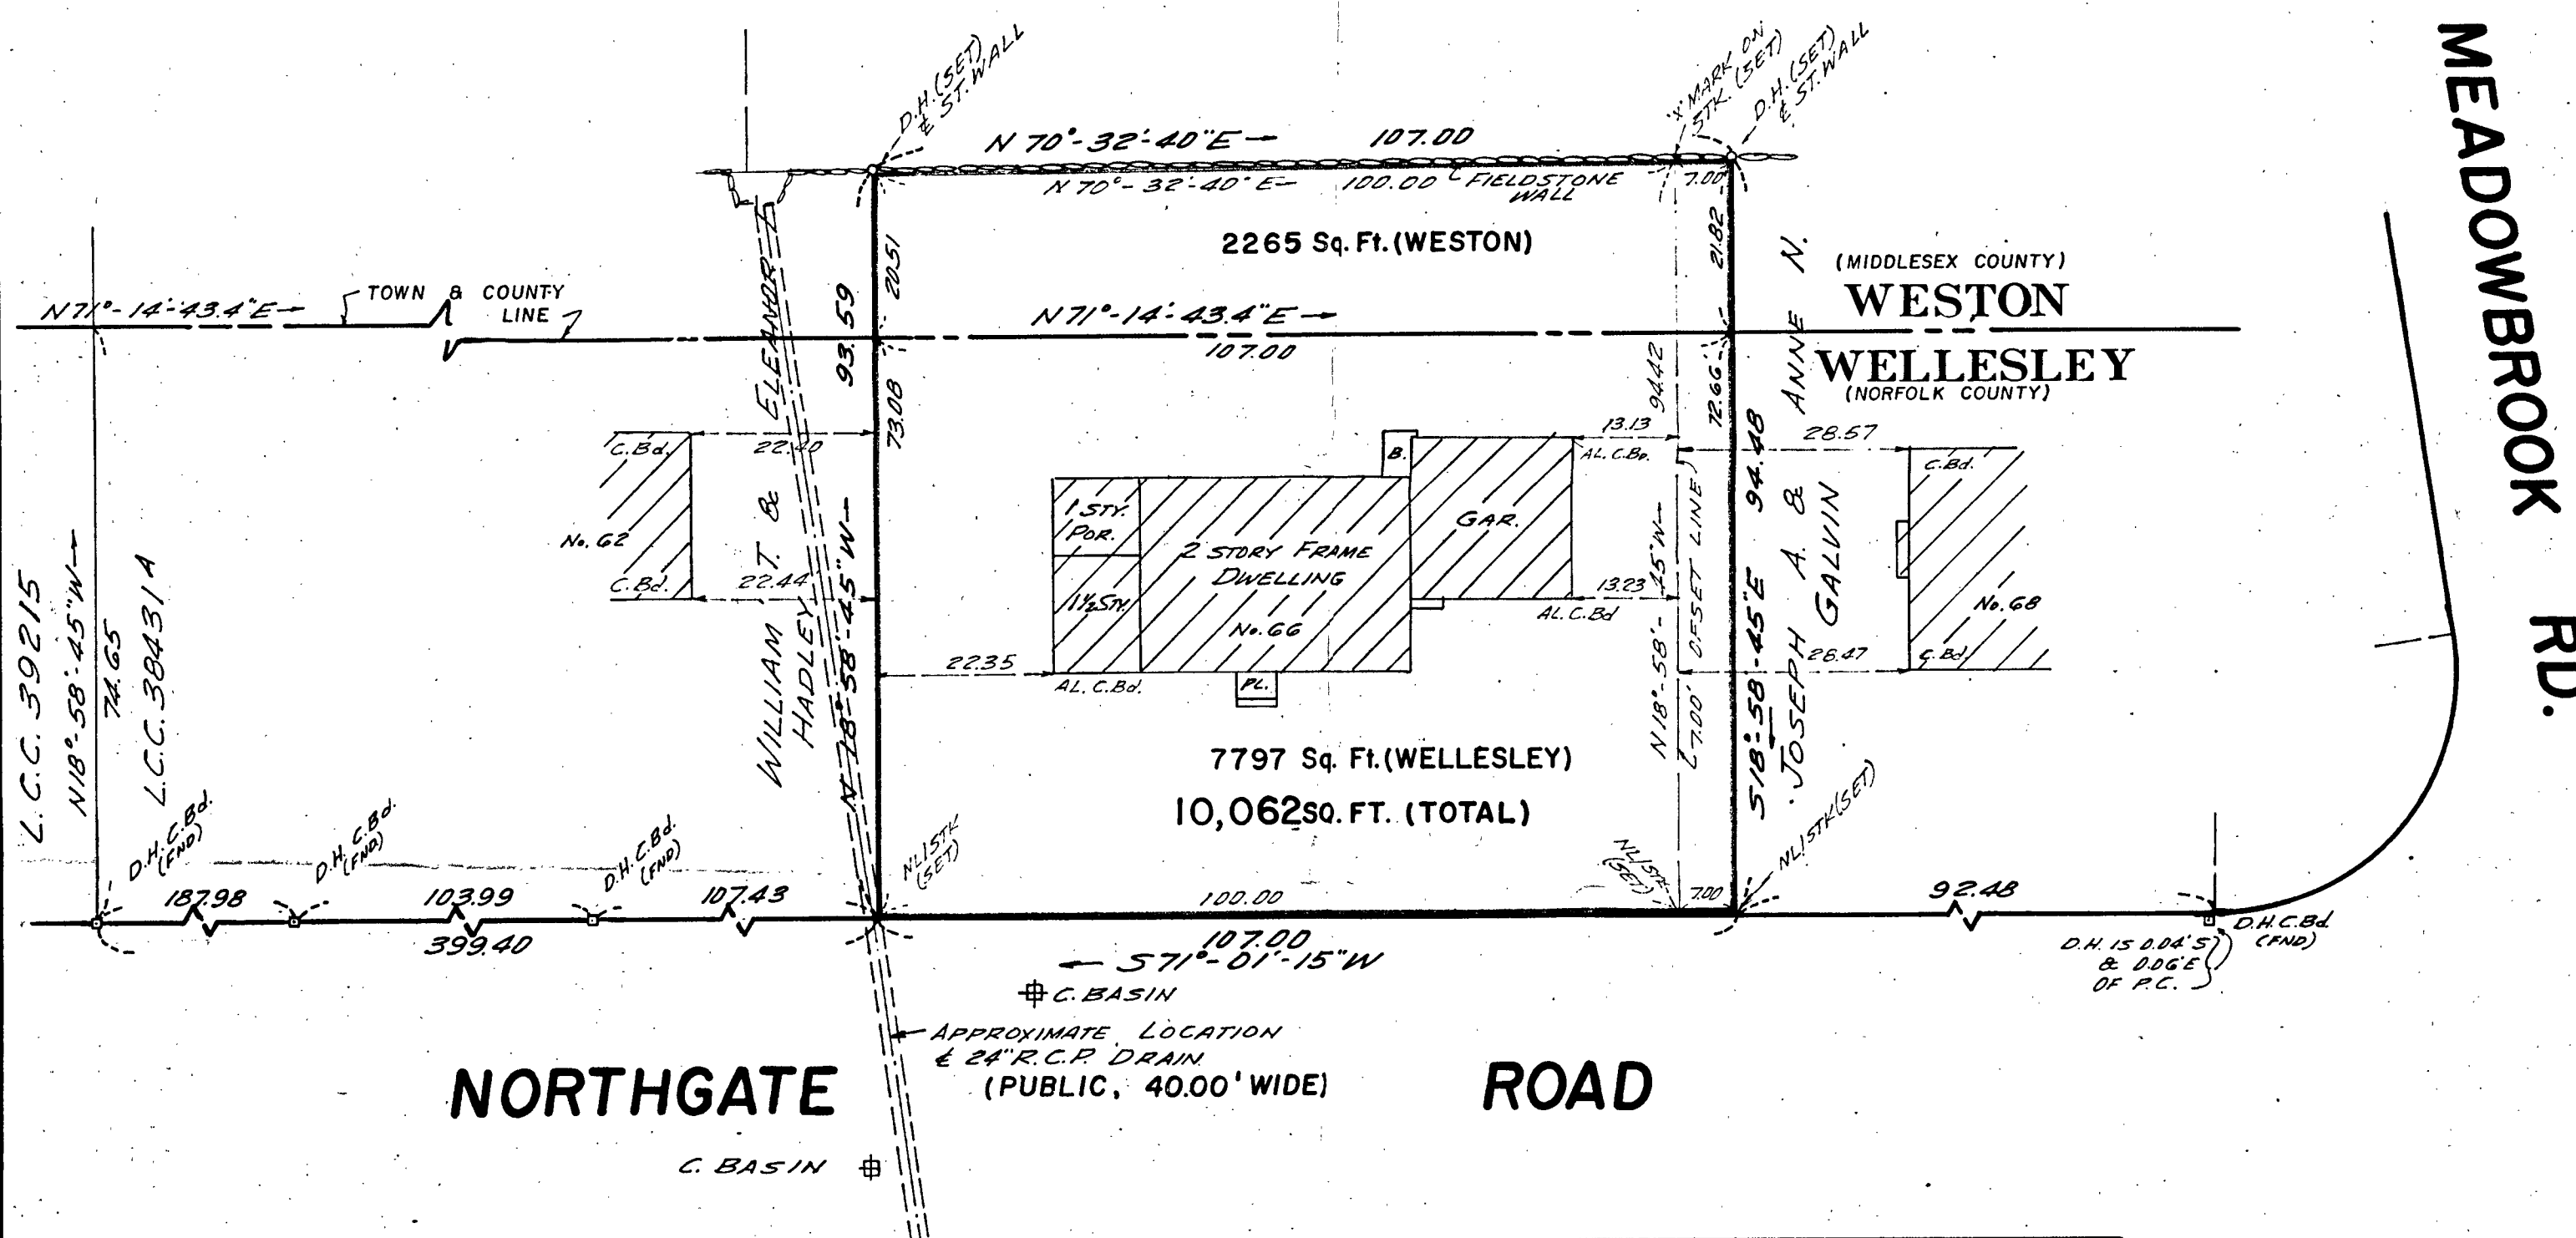 D.H.(SET)
℄ ST. WALL
'X' MARK ON
STK. (SET)
D.H.(SET)
℄ ST. WALL
MEADOWBROOK RD.
N 70°-32'-40"E →
107.00
N 70°-32'-40"E
100.00
FIELDSTONE
WALL
7.00
2265 Sq. Ft. (WESTON)
20.51
21.82
93.59
N71°-14'-43.4"E →
TOWN & COUNTY
LINE
N71°-14'-43.4"E →
107.00
(MIDDLESEX COUNTY)
WESTON
WELLESLEY
(NORFOLK COUNTY)
73.08
94.42
72.66
94.48
C.Bd.
22.40
No. 62
C.Bd.
22.44
WILLIAM T. & ELEANOR T.
HADLEY
N 18°-58'-45"W
1 STY.
POR.
1½ STY.
2 STORY FRAME
DWELLING
No. 66
B.
GAR.
PL.
13.13
AL. C.Bd.
13.23
AL. C.Bd
22.35
AL. C.Bd.
N18°-58'-45"W
7.00' OFSET LINE
S18°-58'-45"E
JOSEPH A. & ANNE N.
GALVIN
28.57
C.Bd.
No. 68
28.47
C.Bd
L.C.C. 39215
N18°-58'-45"W →
74.65
L.C.C. 38431A
7797 Sq. Ft. (WELLESLEY)
10,062 SQ. FT. (TOTAL)
D.H. C.Bd.
(FND)
D.H. C.Bd.
(FND)
D.H. C.Bd.
(FND)
NL/STK
(SET)
NL/STK
(SET)
NL/STK(SET)
187.98
103.99
107.43
100.00
7.00
92.48
399.40
107.00
← S71°-01'-15"W
D.H.C.Bd.
(FND)
D.H. IS 0.04'S
& 0.06'E
OF P.C.
C. BASIN
APPROXIMATE LOCATION
℄ 24" R.C.P. DRAIN
(PUBLIC, 40.00' WIDE)
NORTHGATE ROAD
C. BASIN